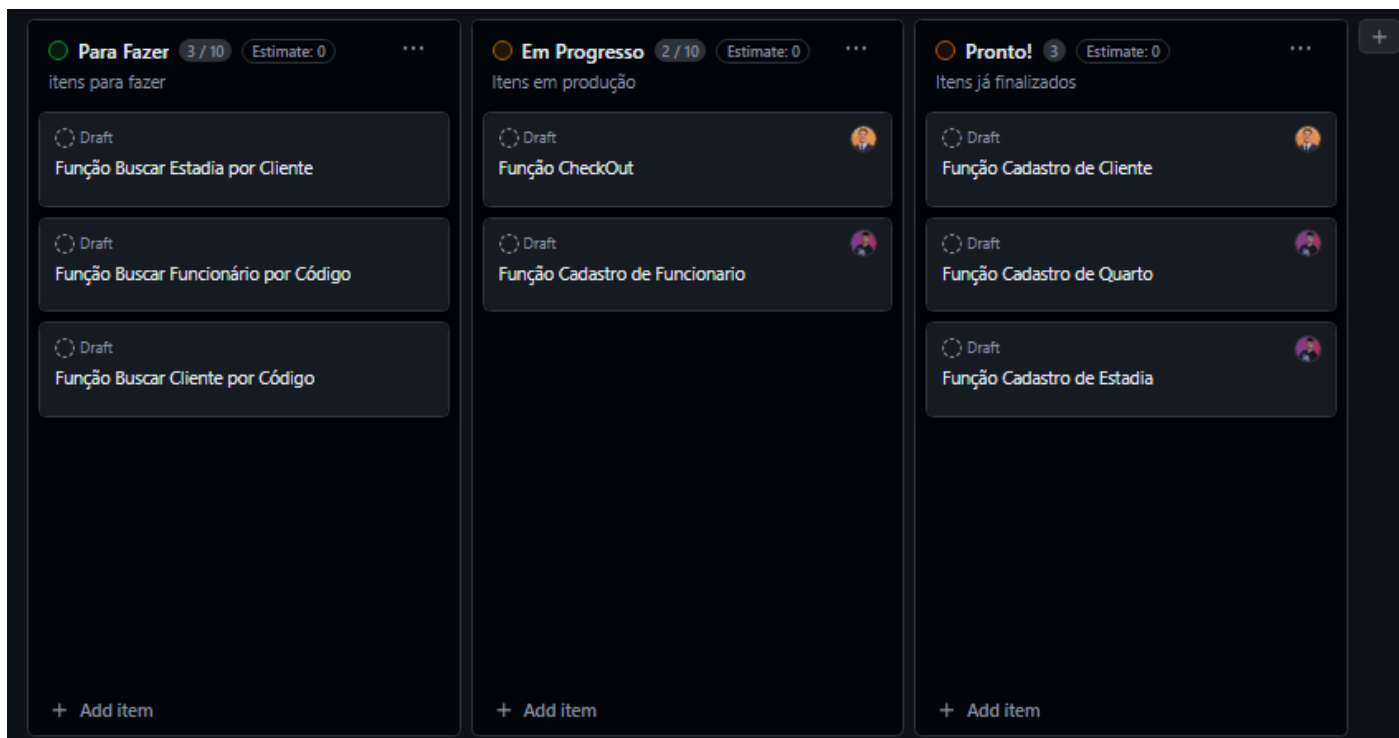 Para Fazer 3 / 10 Estimate: 0
itens para fazer
Draft
Função Buscar Estadia por Cliente
Draft
Função Buscar Funcionário por Código
Draft
Função Buscar Cliente por Código
+ Add item
Em Progresso 2 / 10 Estimate: 0
Itens em produção
Draft
Função CheckOut
Draft
Função Cadastro de Funcionario
+ Add item
Pronto! 3 Estimate: 0
Itens já finalizados
Draft
Função Cadastro de Cliente
Draft
Função Cadastro de Quarto
Draft
Função Cadastro de Estadia
+ Add item